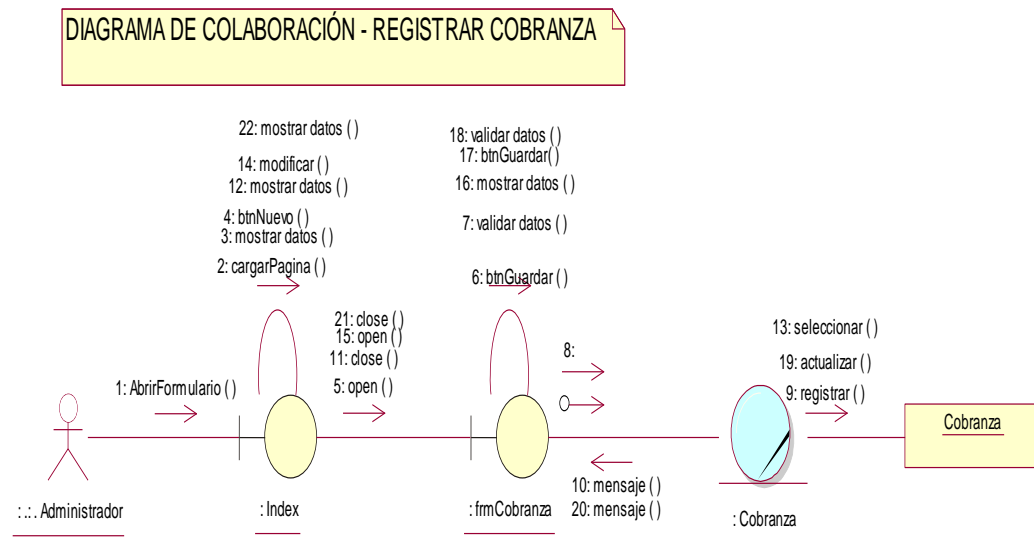 DIAGRAMA DE COLABORACIÓN - REGISTRAR COBRANZA
22: mostrar datos ( )
14: modificar ( )
12: mostrar datos ( )
4: btnNuevo ( )
3: mostrar datos ( )
2: cargarPagina ( )
18: validar datos ( )
17: btnGuardar( )
16: mostrar datos ( )
7: validar datos ( )
6: btnGuardar ( )
21: close ( )
15: open ( )
11: close ( )
5: open ( )
8:
13: seleccionar ( )
19: actualizar ( )
9: registrar ( )
1: AbrirFormulario ( )
Cobranza
10: mensaje ( )
20: mensaje ( )
: .: . Administrador
: Index
: frmCobranza
: Cobranza